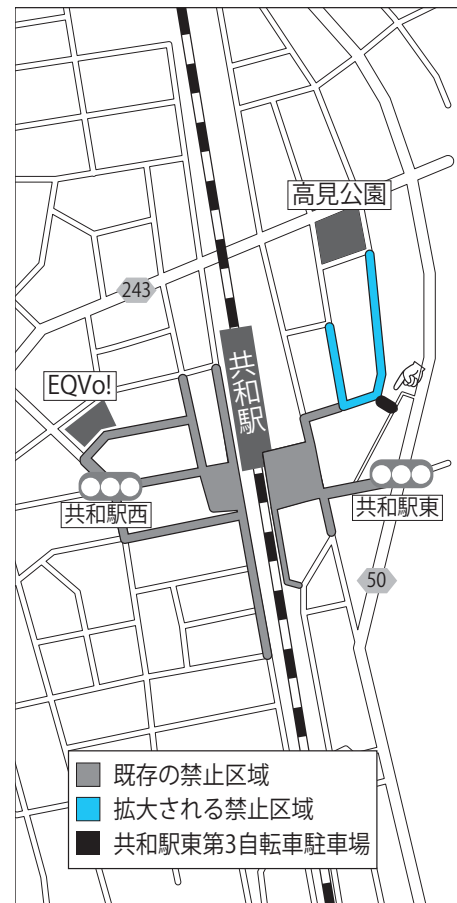 高見公園
243
共和駅
EQVo!
共和駅西
共和駅東
50
既存の禁止区域
拡大される禁止区域
共和駅東第3自転車駐車場